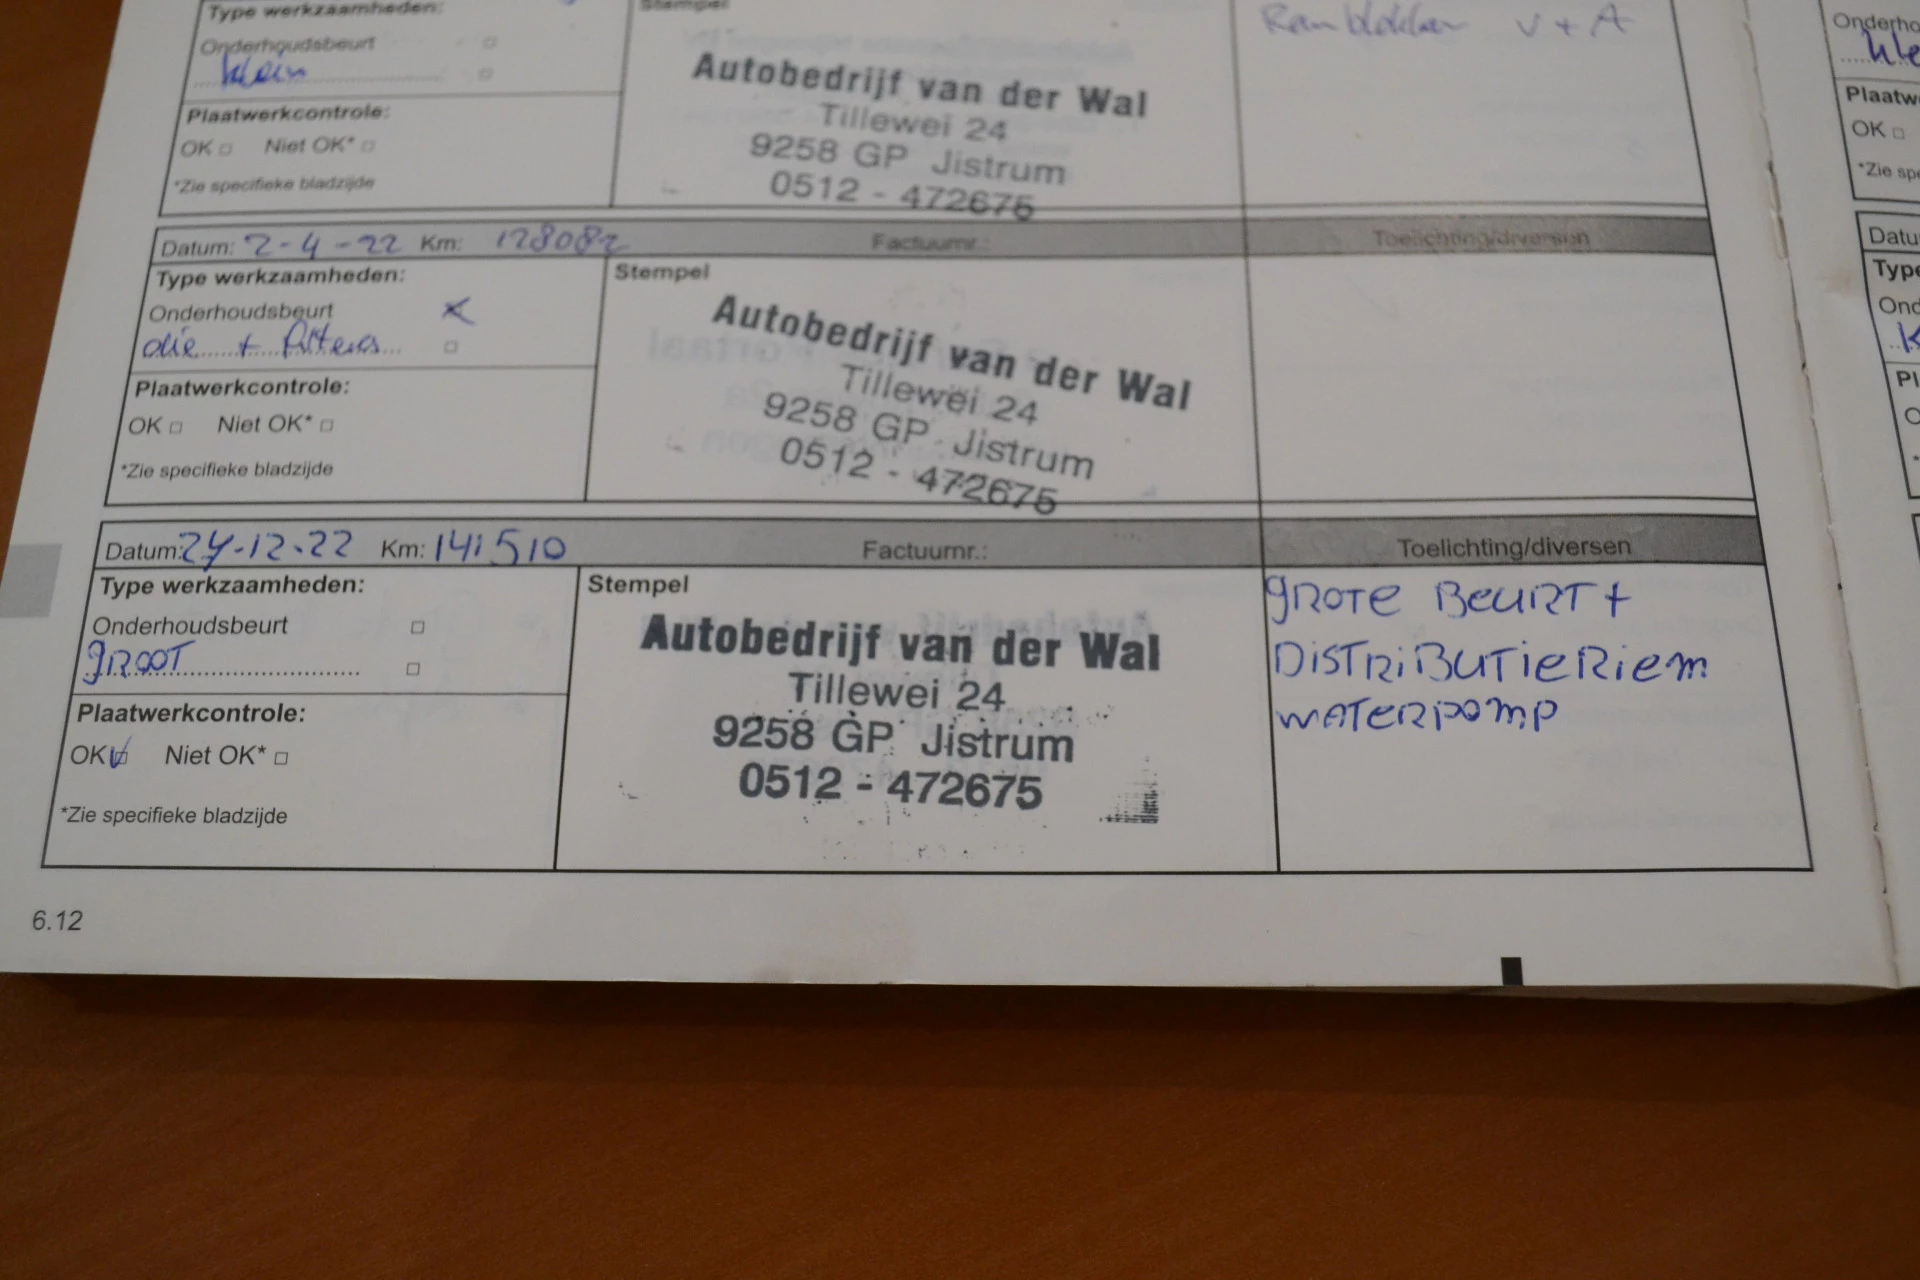 Type werkzaamheden:
Stempel
Remblokken V + A
Onderhoudsbeurt
klein
Plaatwerkcontrole:
OK Niet OK*
*Zie specifieke bladzijde
Autobedrijf van der Wal
Tillewei 24
9258 GP Jistrum
0512 - 472675
Datum: 2-4-22 Km: 128082 Factuurnr.: Toelichting/diversen
Type werkzaamheden:
Onderhoudsbeurt
olie + filters
Plaatwerkcontrole:
OK Niet OK*
*Zie specifieke bladzijde
Stempel
Autobedrijf van der Wal
Tillewei 24
9258 GP Jistrum
0512 - 472675
Datum: 24-12-22 Km: 141510 Factuurnr.: Toelichting/diversen
Type werkzaamheden:
Onderhoudsbeurt
GROOT
Plaatwerkcontrole:
OK Niet OK*
*Zie specifieke bladzijde
Stempel
Autobedrijf van der Wal
Tillewei 24
9258 GP Jistrum
0512 - 472675
GROTE BEURT +
DISTRIBUTIERIEM
WATERPOMP
6.12